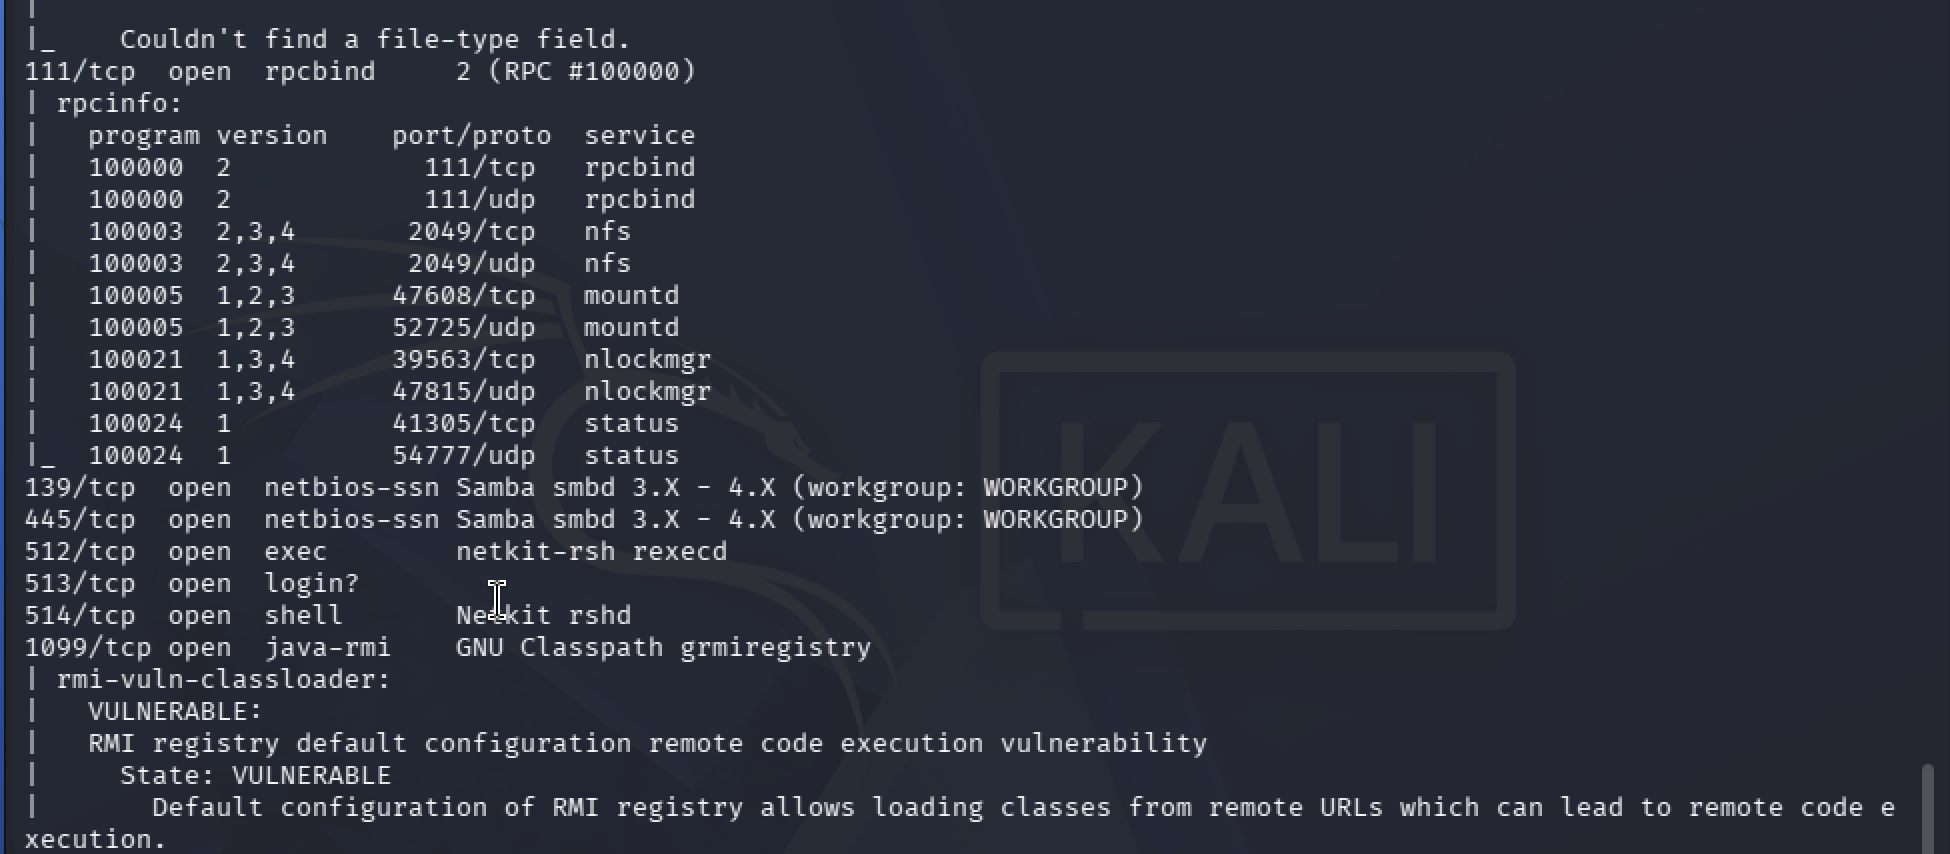 |
|_    Couldn't find a file-type field.
111/tcp  open  rpcbind     2 (RPC #100000)
| rpcinfo:
|   program version    port/proto  service
|   100000  2            111/tcp   rpcbind
|   100000  2            111/udp   rpcbind
|   100003  2,3,4       2049/tcp   nfs
|   100003  2,3,4       2049/udp   nfs
|   100005  1,2,3      47608/tcp   mountd
|   100005  1,2,3      52725/udp   mountd
|   100021  1,3,4      39563/tcp   nlockmgr
|   100021  1,3,4      47815/udp   nlockmgr
|   100024  1          41305/tcp   status
|_  100024  1          54777/udp   status
139/tcp  open  netbios-ssn Samba smbd 3.X - 4.X (workgroup: WORKGROUP)
445/tcp  open  netbios-ssn Samba smbd 3.X - 4.X (workgroup: WORKGROUP)
512/tcp  open  exec        netkit-rsh rexecd
513/tcp  open  login?
514/tcp  open  shell       Netkit rshd
1099/tcp open  java-rmi    GNU Classpath grmiregistry
| rmi-vuln-classloader:
|   VULNERABLE:
|   RMI registry default configuration remote code execution vulnerability
|     State: VULNERABLE
|       Default configuration of RMI registry allows loading classes from remote URLs which can lead to remote code e
xecution.
KALI